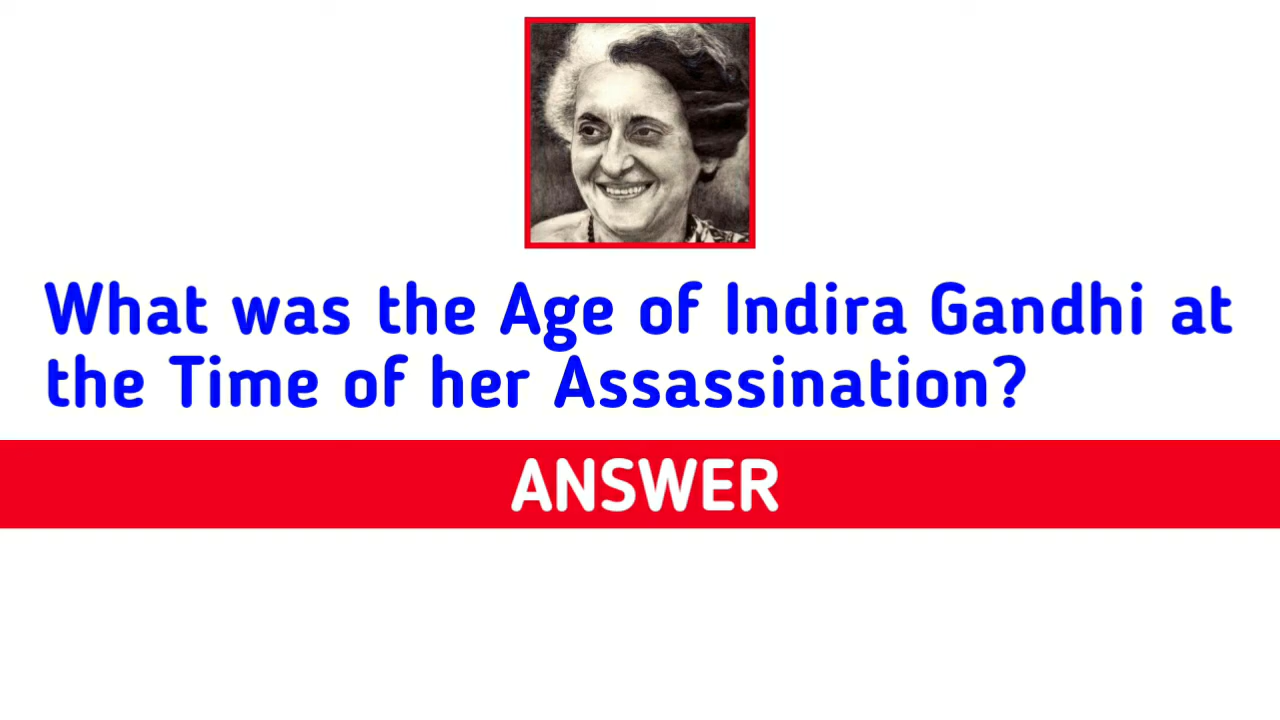 What was the Age of Indira Gandhi at
the Time of her Assassination?
ANSWER